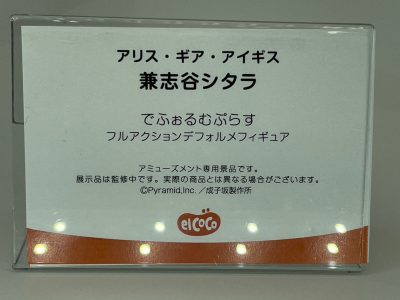 アリス・ギア・アイギス
兼志谷シタラ
でふぉるむぷらす
フルアクションデフォルメフィギュア
アミューズメント専用景品です。
展示品は監修中です。実際の商品とは異なる場合がございます。
©Pyramid,Inc. ／成子坂製作所
elCOCO